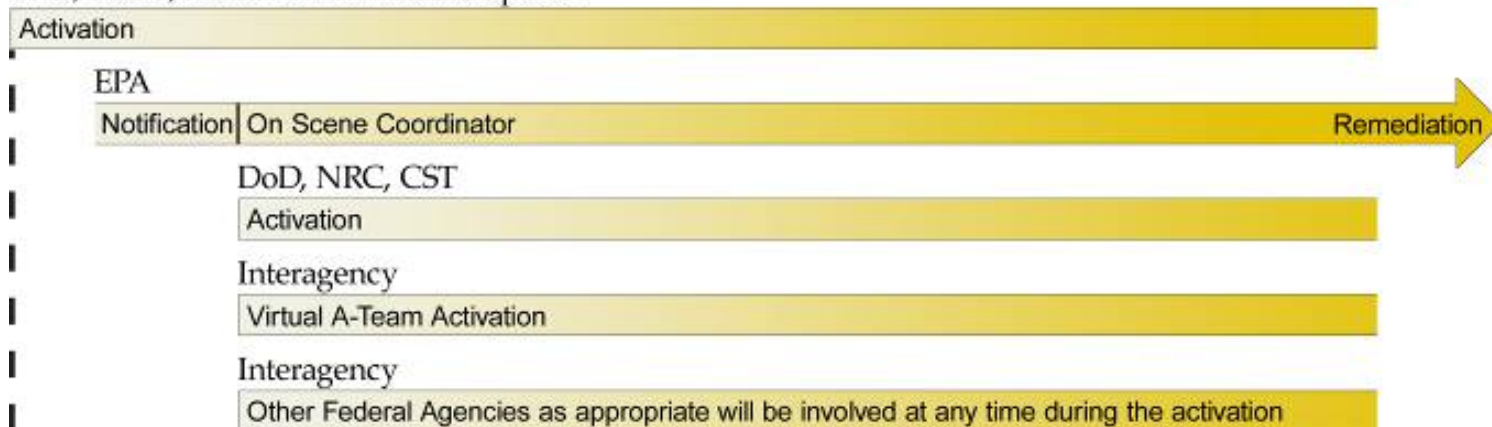 Activation
EPA
Notification On Scene Coordinator Remediation
DoD, NRC, CST
Activation
Interagency
Virtual A-Team Activation
Interagency
Other Federal Agencies as appropriate will be involved at any time during the activation